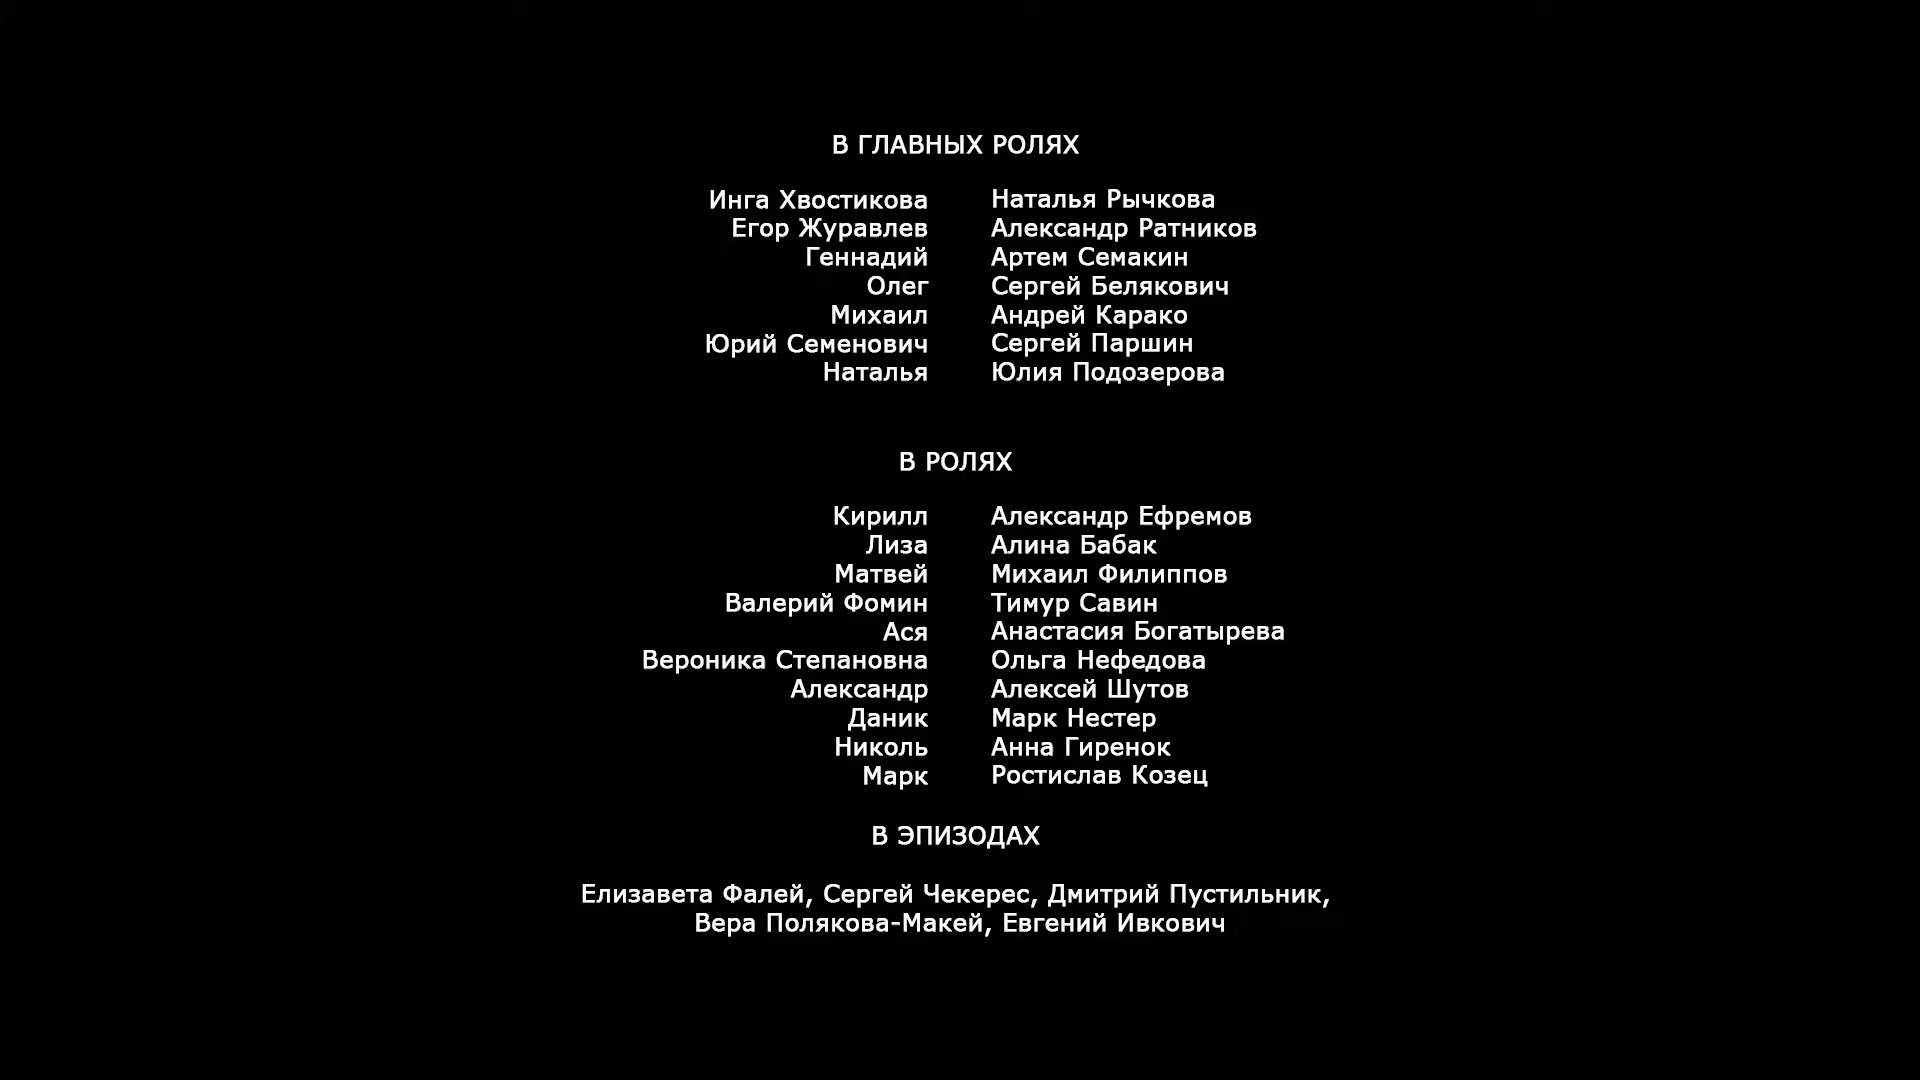 В ГЛАВНЫХ РОЛЯХ
Инга Хвостикова Наталья Рычкова
Егор Журавлев Александр Ратников
Геннадий Артем Семакин
Олег Сергей Белякович
Михаил Андрей Карако
Юрий Семенович Сергей Паршин
Наталья Юлия Подозерова
В РОЛЯХ
Кирилл Александр Ефремов
Лиза Алина Бабак
Матвей Михаил Филиппов
Валерий Фомин Тимур Савин
Ася Анастасия Богатырева
Вероника Степановна Ольга Нефедова
Александр Алексей Шутов
Даник Марк Нестер
Николь Анна Гиренок
Марк Ростислав Козец
В ЭПИЗОДАХ
Елизавета Фалей, Сергей Чекерес, Дмитрий Пустильник,
Вера Полякова-Макей, Евгений Ивкович